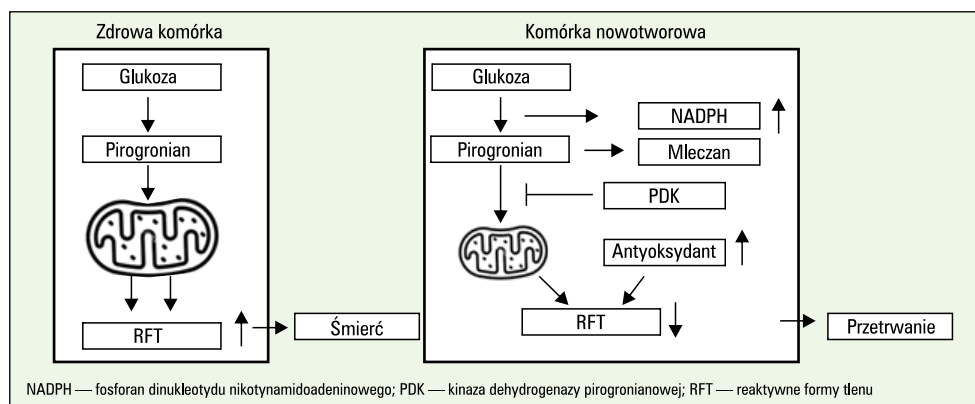 Zdrowa komórka
Glukoza
Pirogronian
RFT
Śmierć
Komórka nowotworowa
Glukoza
NADPH
Pirogronian
Mleczan
PDK
Antyoksydant
RFT
Przetrwanie
NADPH — fosforan dinukleotydu nikotynamidoadeninowego; PDK — kinaza dehydrogenazy pirogronianowej; RFT — reaktywne formy tlenu